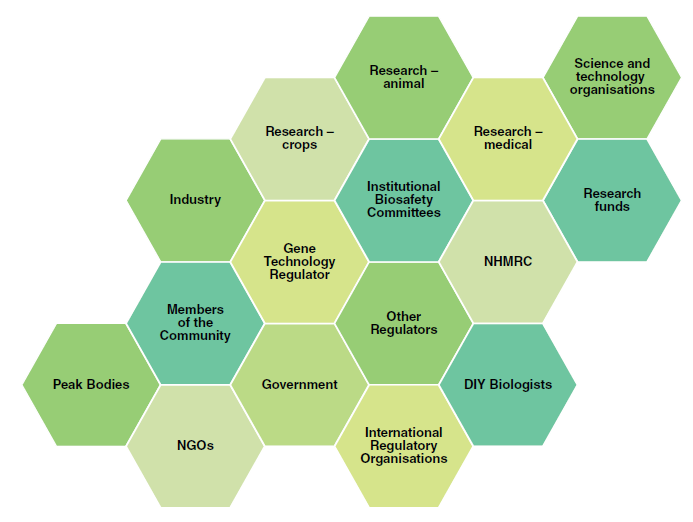 Research –
animal
Science and
technology
organisations
Research –
crops
Research –
medical
Industry
Institutional
Biosafety
Committees
Research
funds
Gene
Technology
Regulator
NHMRC
Members
of the
Community
Other
Regulators
Peak Bodies
Government
DIY Biologists
NGOs
International
Regulatory
Organisations